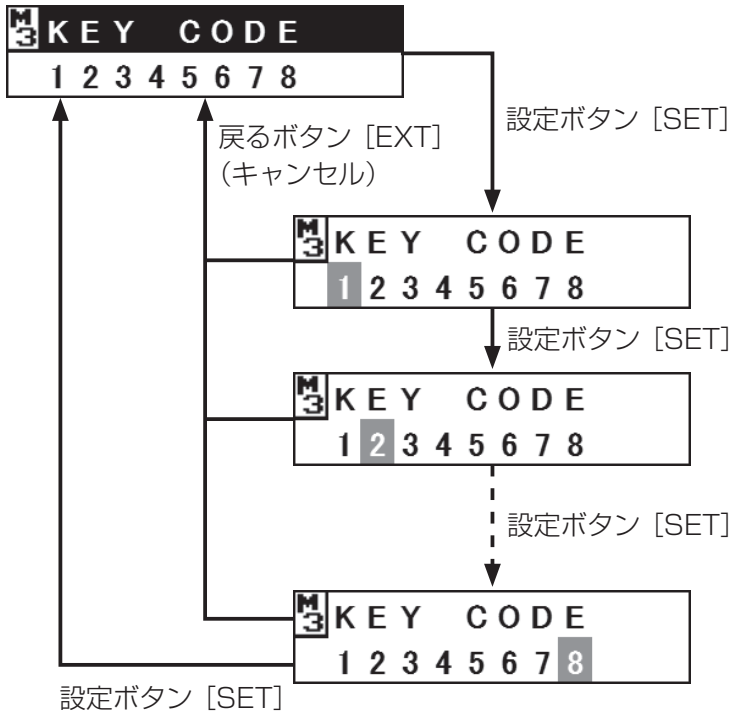 M3 KEY CODE
12345678
設定ボタン [SET]
戻るボタン [EXT]
（キャンセル）
M3 KEY CODE
12345678
設定ボタン [SET]
M3 KEY CODE
12345678
設定ボタン [SET]
M3 KEY CODE
12345678
設定ボタン [SET]